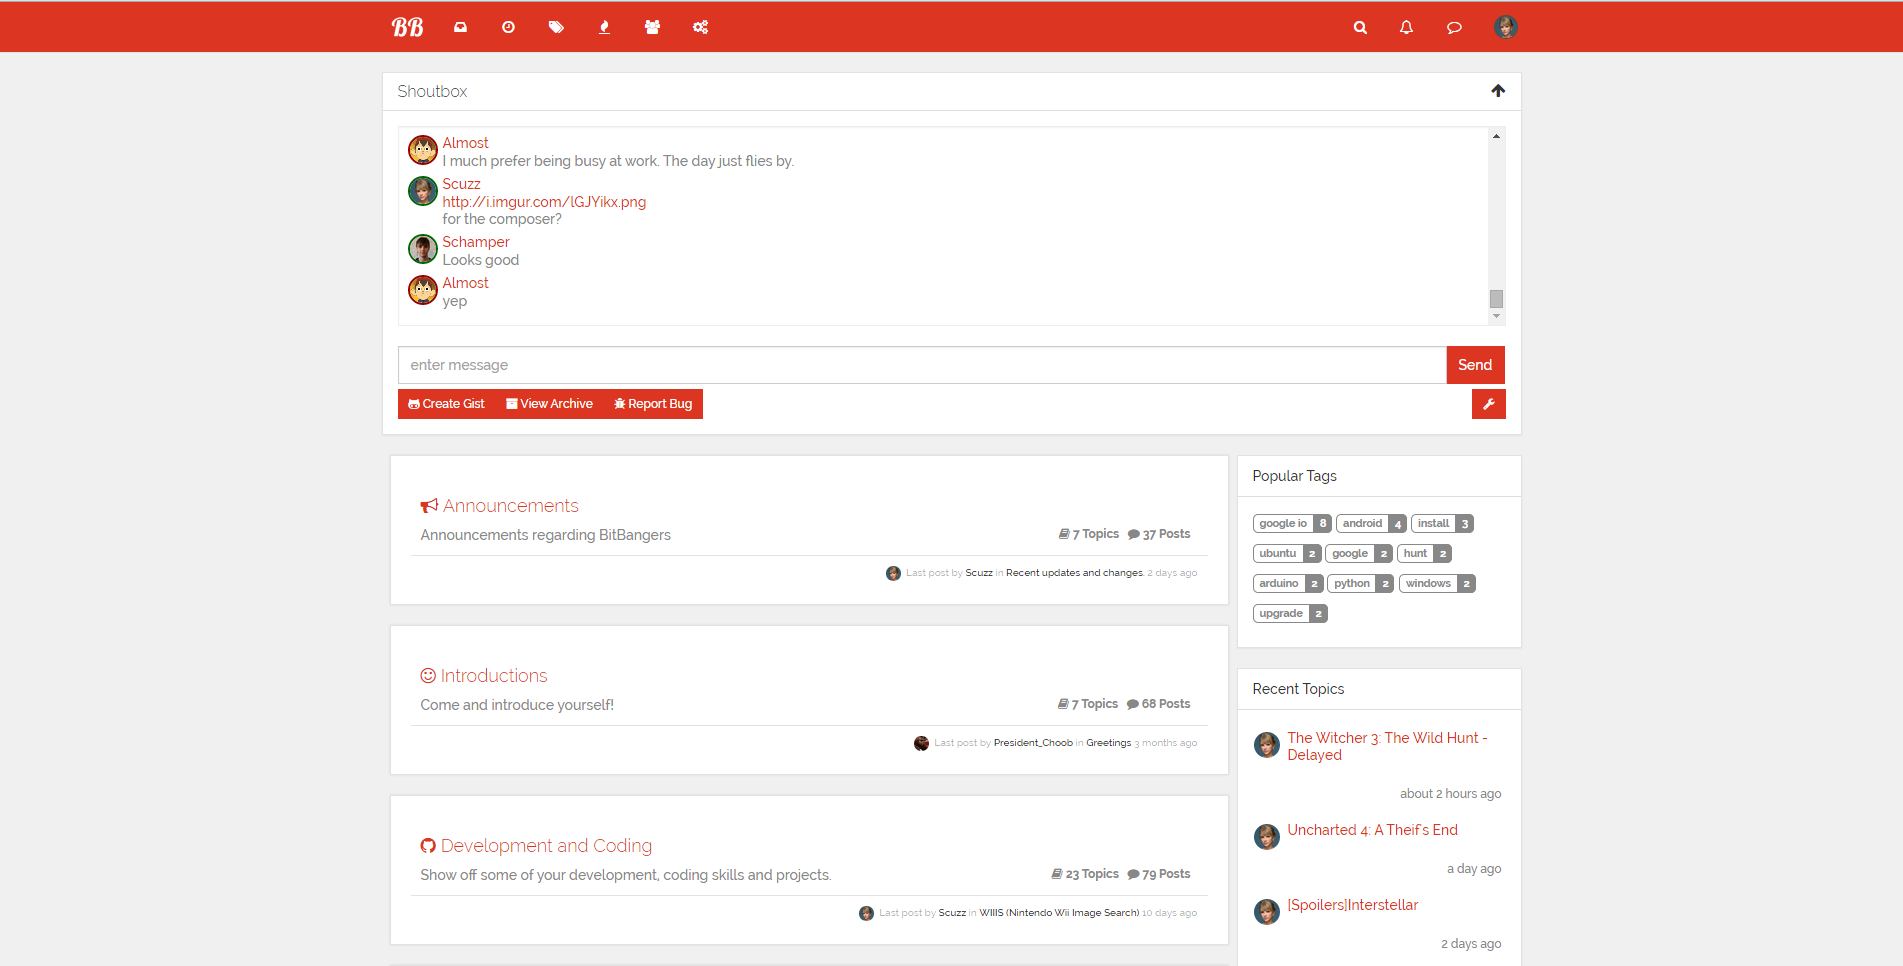 BB
Shoutbox
Almost
I much prefer being busy at work. The day just flies by.
Scuzz
http://i.imgur.com/lGJYikx.png
for the composer?
Schamper
Looks good
Almost
yep
enter message
Send
Create Gist View Archive Report Bug
Announcements
Announcements regarding BitBangers
7 Topics 37 Posts
Last post by Scuzz in Recent updates and changes. 2 days ago
Introductions
Come and introduce yourself!
7 Topics 68 Posts
Last post by President_Choob in Greetings 3 months ago
Development and Coding
Show off some of your development, coding skills and projects.
23 Topics 79 Posts
Last post by Scuzz in WIIIS (Nintendo Wii Image Search) 10 days ago
Popular Tags
google io 8 android 4 install 3
ubuntu 2 google 2 hunt 2
arduino 2 python 2 windows 2
upgrade 2
Recent Topics
The Witcher 3: The Wild Hunt -
Delayed
about 2 hours ago
Uncharted 4: A Theif's End
a day ago
[Spoilers]Interstellar
2 days ago